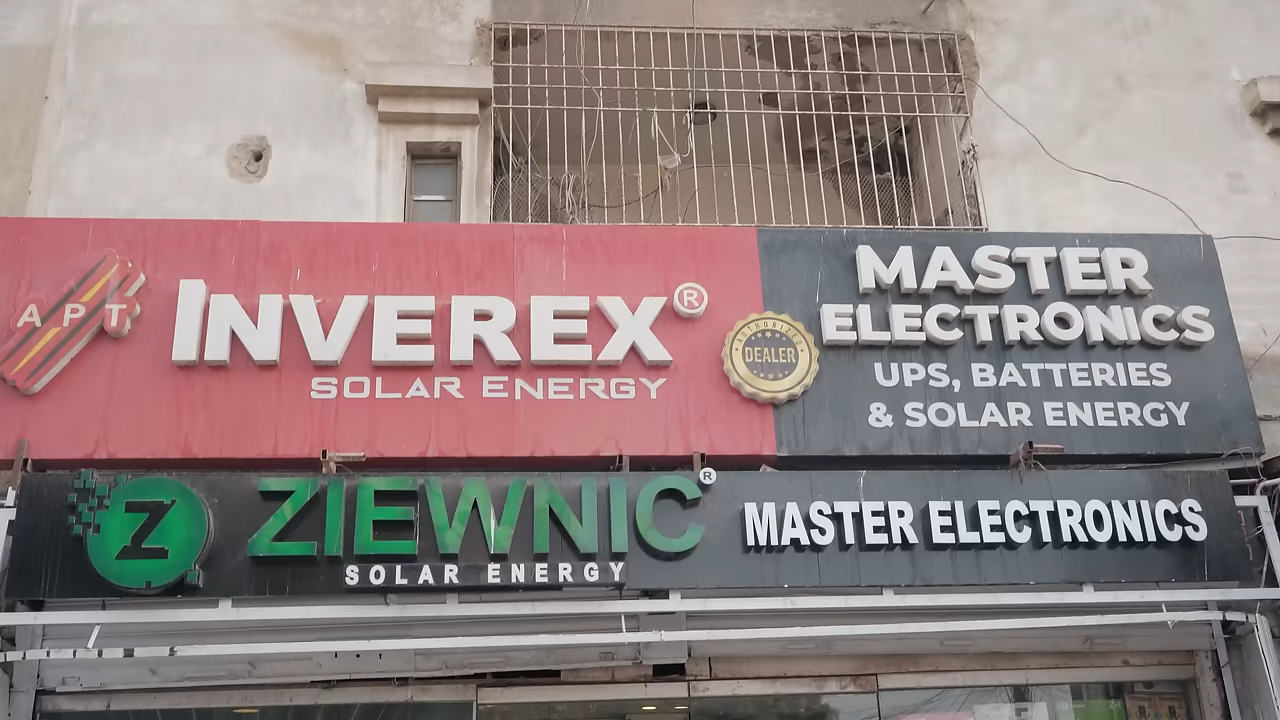 APT
INVEREX®
SOLAR ENERGY
AUTHORIZED
DEALER
MASTER
ELECTRONICS
UPS, BATTERIES
& SOLAR ENERGY
Z
ZIEWNIC®
SOLAR ENERGY
MASTER ELECTRONICS